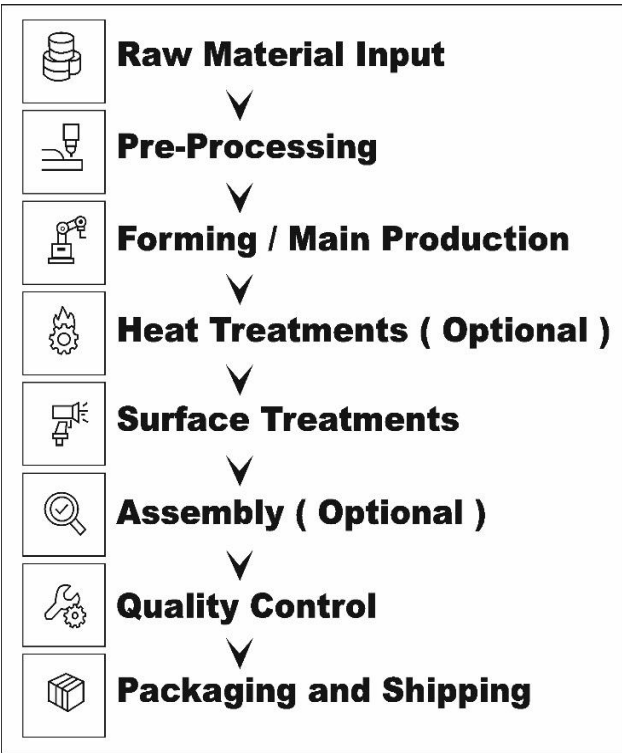 Raw Material Input
Pre-Processing
Forming / Main Production
Heat Treatments ( Optional )
Surface Treatments
Assembly ( Optional )
Quality Control
Packaging and Shipping